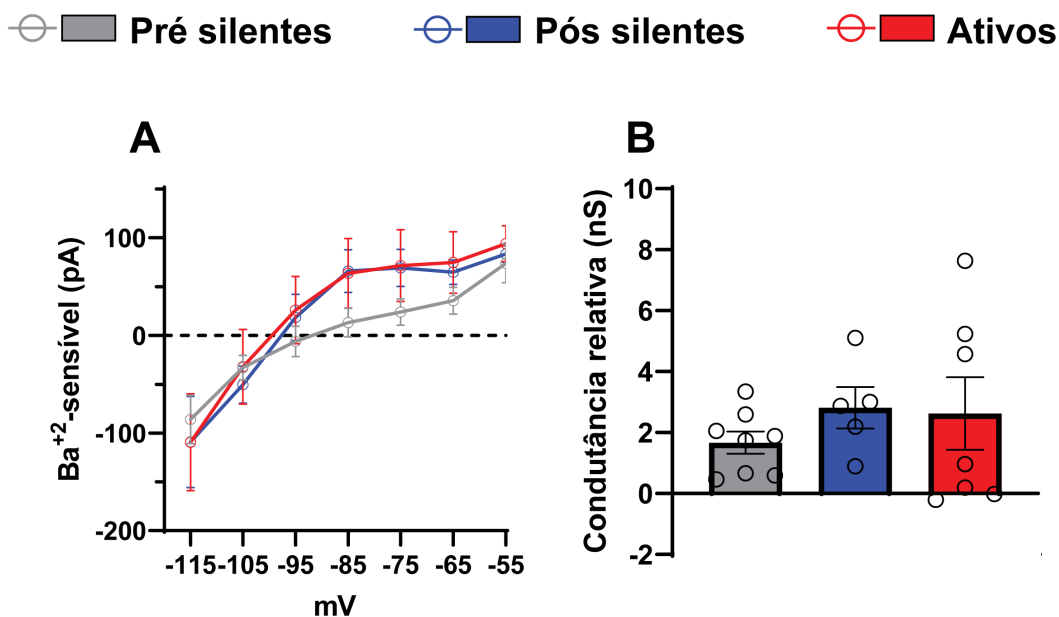 Pré silentes Pós silentes Ativos
A
B
Ba⁺²-sensível (pA)
100
0
-100
-200
-115 -105 -95 -85 -75 -65 -55
mV
Condutância relativa (nS)
10
8
6
4
2
0
-2